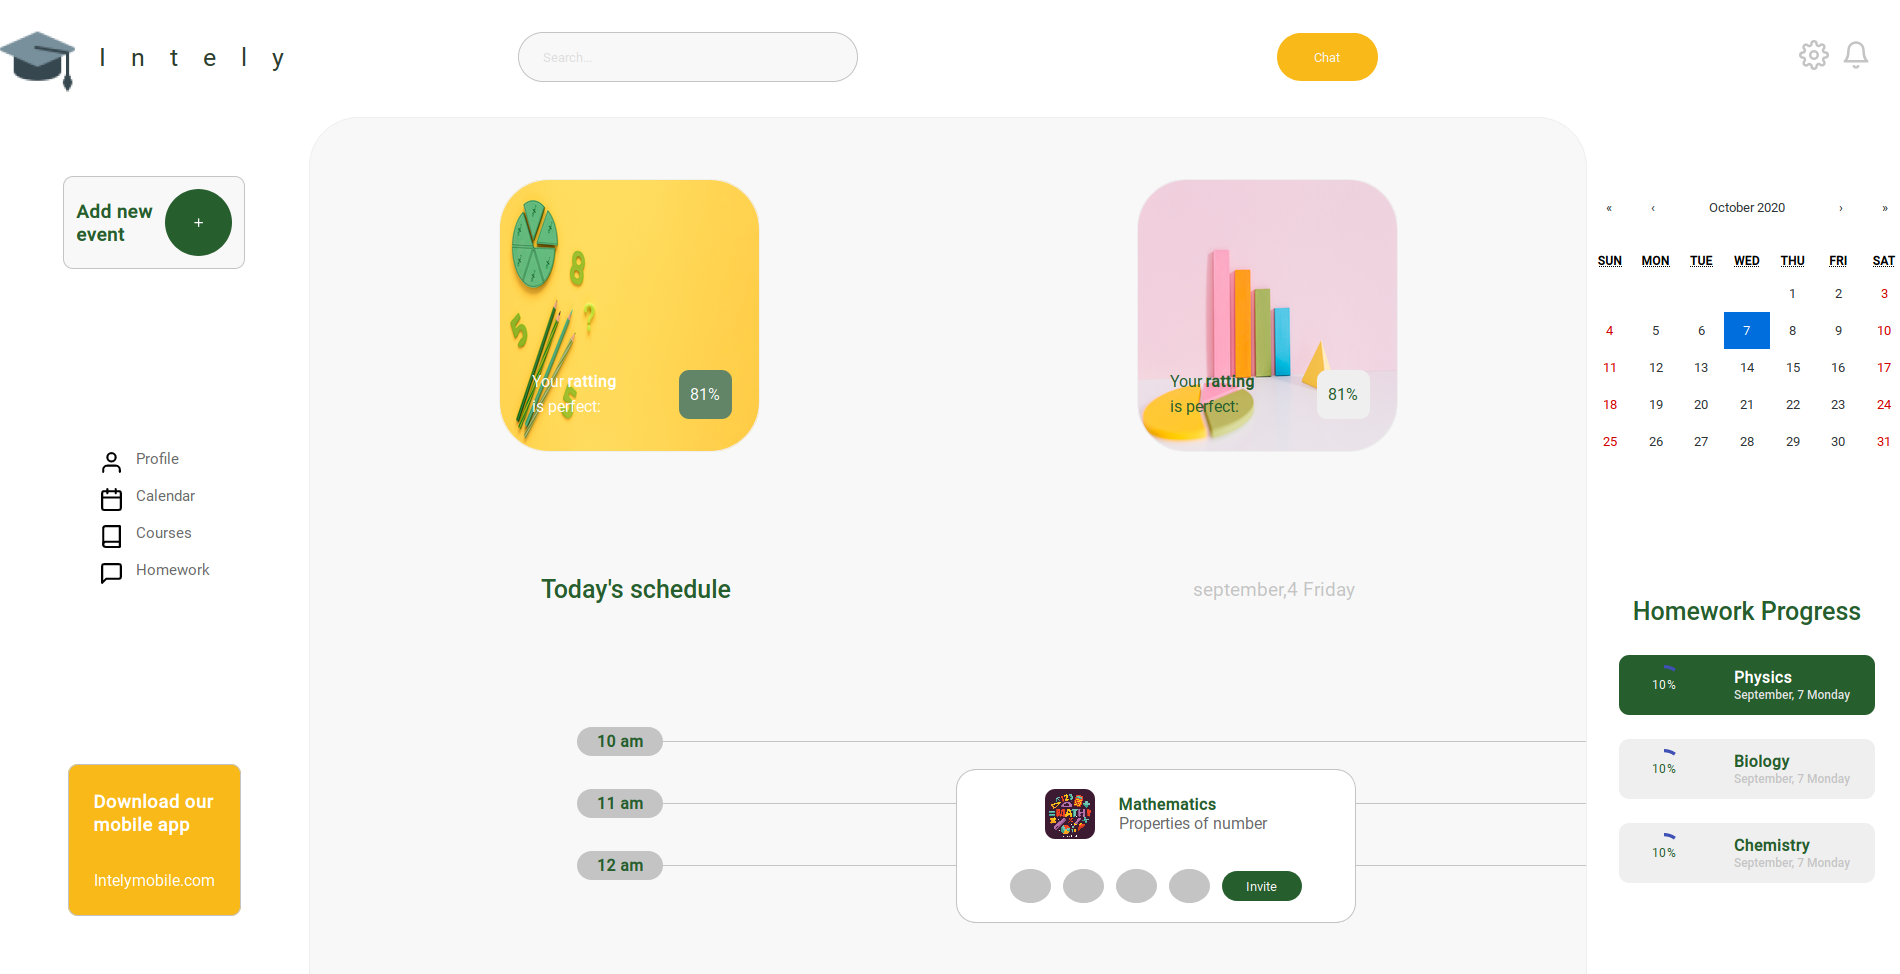 Intely
Search...
Chat
Add new
event
+
Profile
Calendar
Courses
Homework
Download our
mobile app
Intelymobile.com
8
5
?
Your ratting
is perfect:
81%
Your ratting
is perfect:
81%
Today's schedule
september,4 Friday
10 am
11 am
12 am
MATH
Mathematics
Properties of number
Invite
« ‹ October 2020 › »
SUN MON TUE WED THU FRI SAT
1 2 3
4 5 6 7 8 9 10
11 12 13 14 15 16 17
18 19 20 21 22 23 24
25 26 27 28 29 30 31
Homework Progress
10%
Physics
September, 7 Monday
10%
Biology
September, 7 Monday
10%
Chemistry
September, 7 Monday